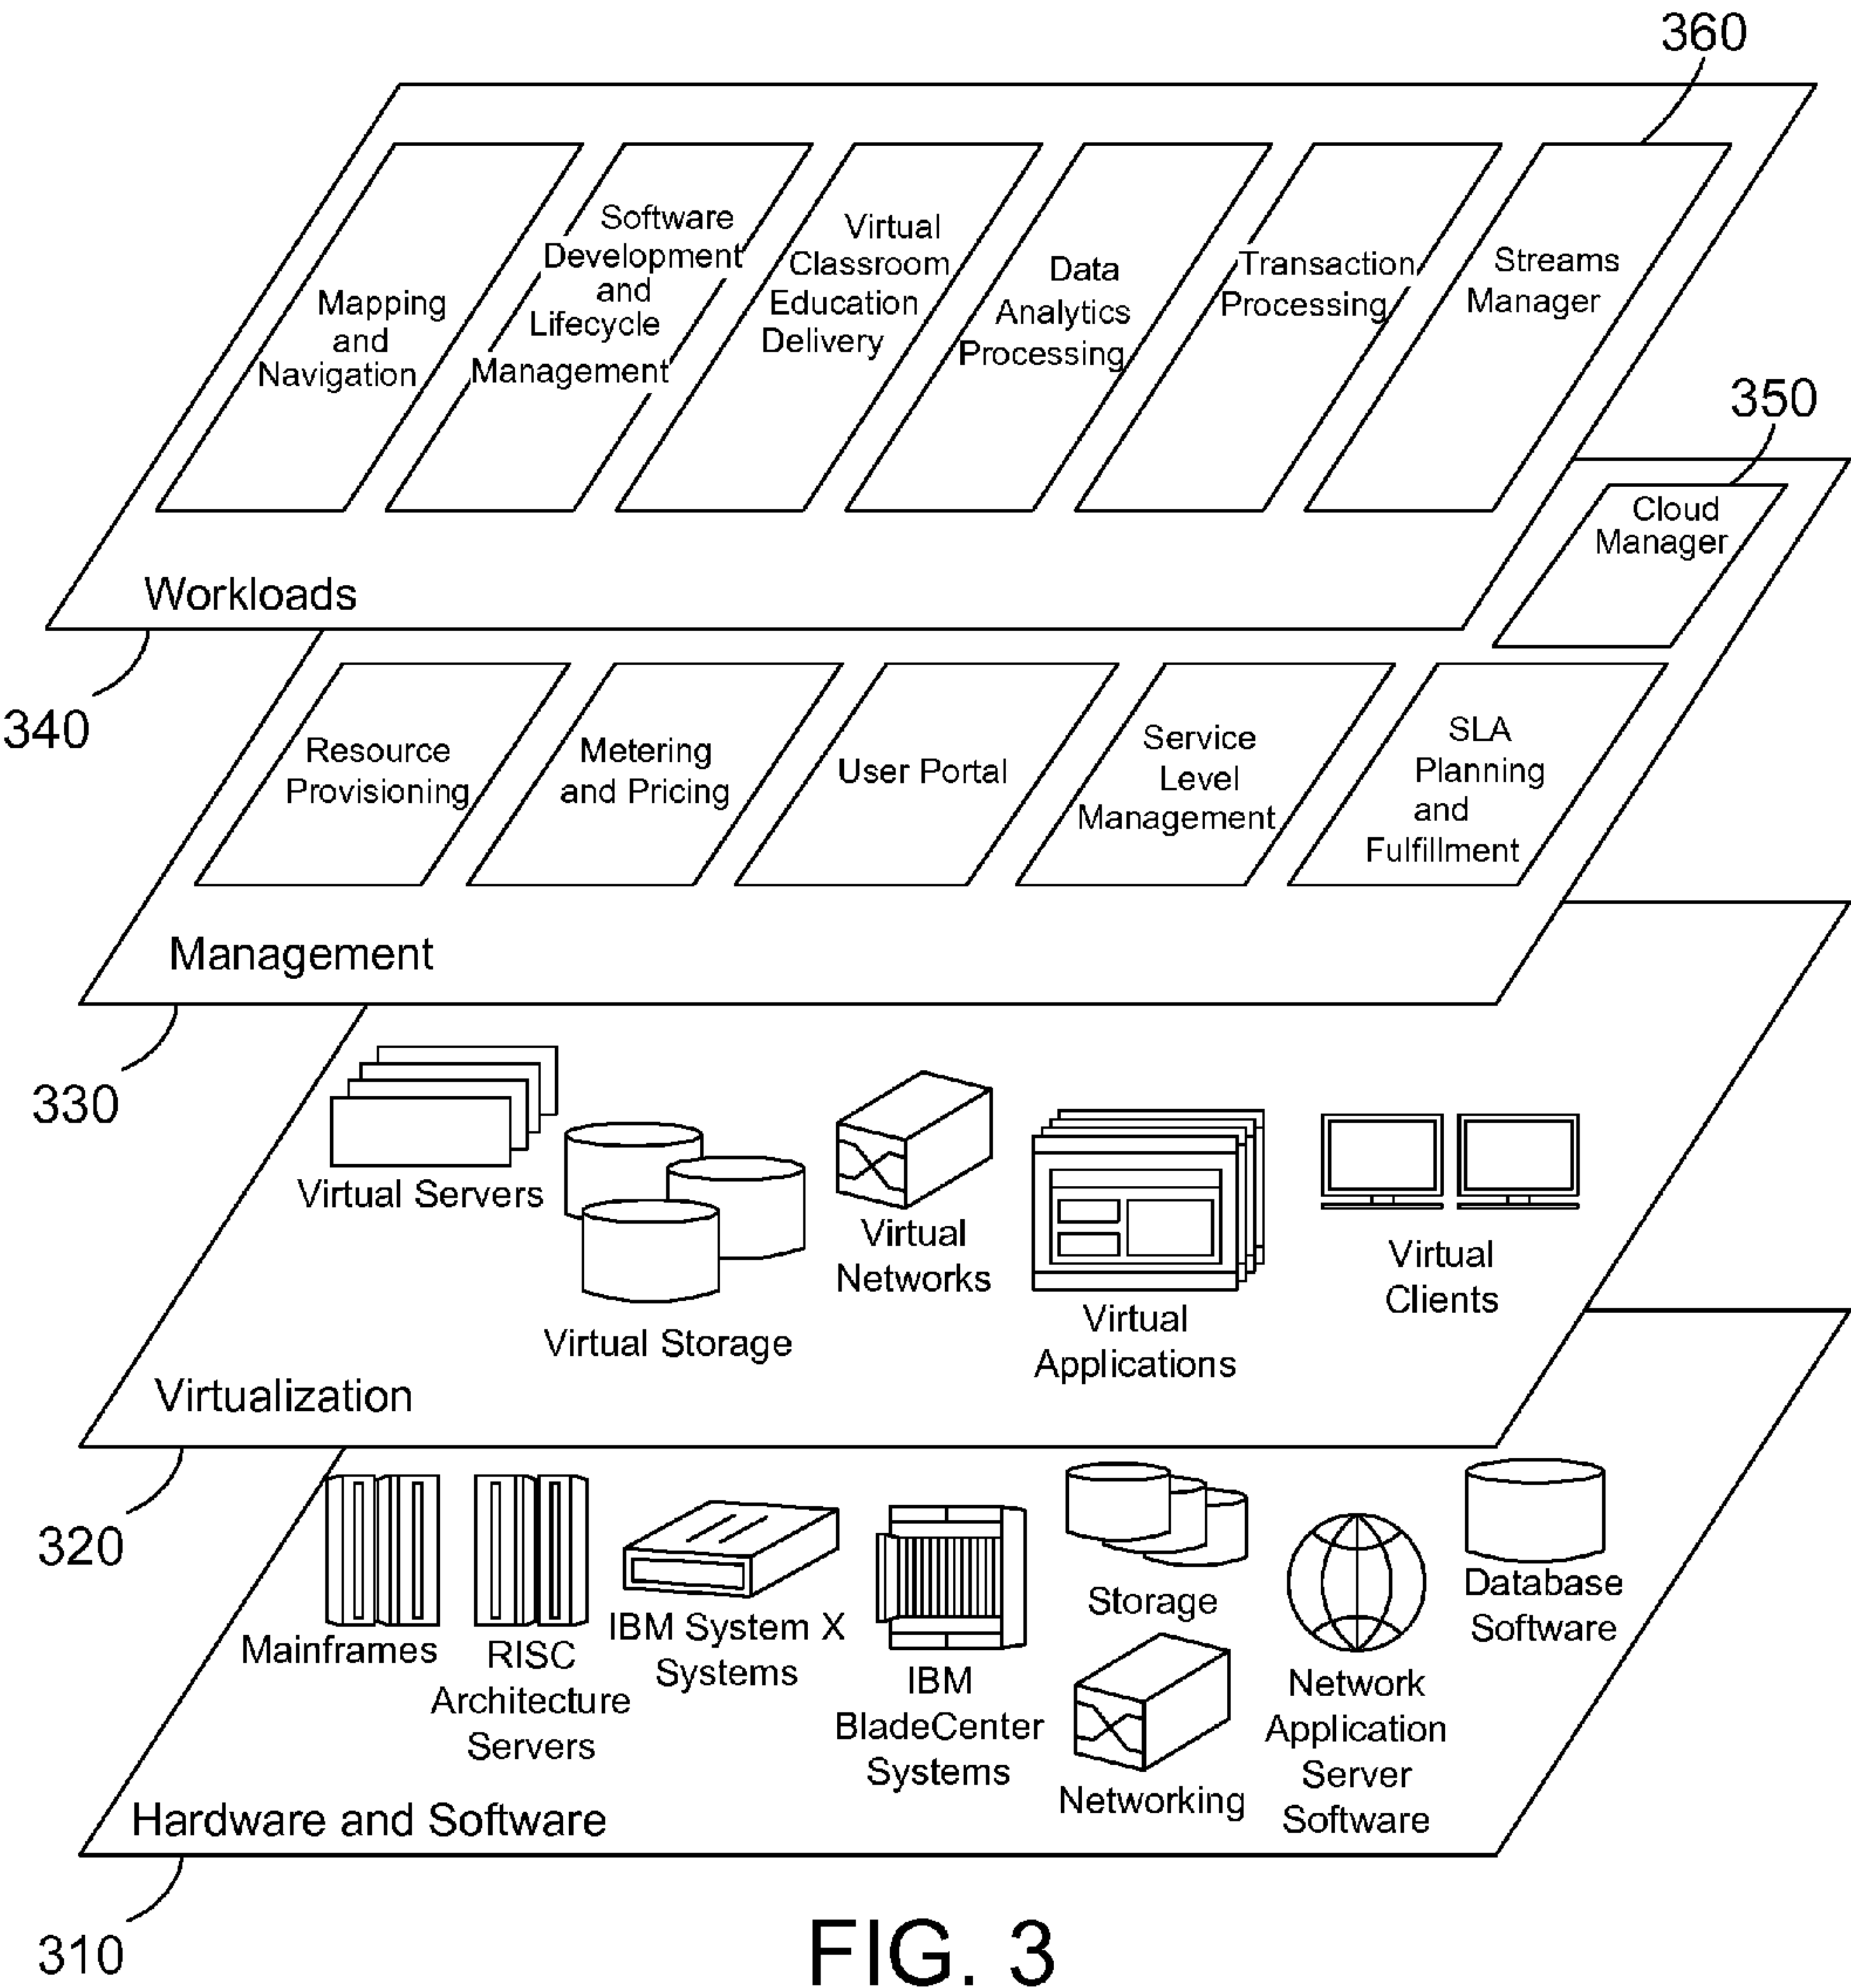 360
Mapping
and
Navigation
Software
Development
and
Lifecycle
Management
Virtual
Classroom
Education
Delivery
Data
Analytics
Processing
Transaction
Processing
Streams
Manager
350
Cloud
Manager
Workloads
340
Resource
Provisioning
Metering
and Pricing
User Portal
Service
Level
Management
SLA
Planning
and
Fulfillment
Management
330
Virtual Servers
Virtual Storage
Virtual
Networks
Virtual
Applications
Virtual
Clients
Virtualization
320
Mainframes
RISC
Architecture
Servers
IBM System X
Systems
IBM
BladeCenter
Systems
Storage
Networking
Network
Application
Server
Software
Database
Software
Hardware and Software
310
FIG. 3